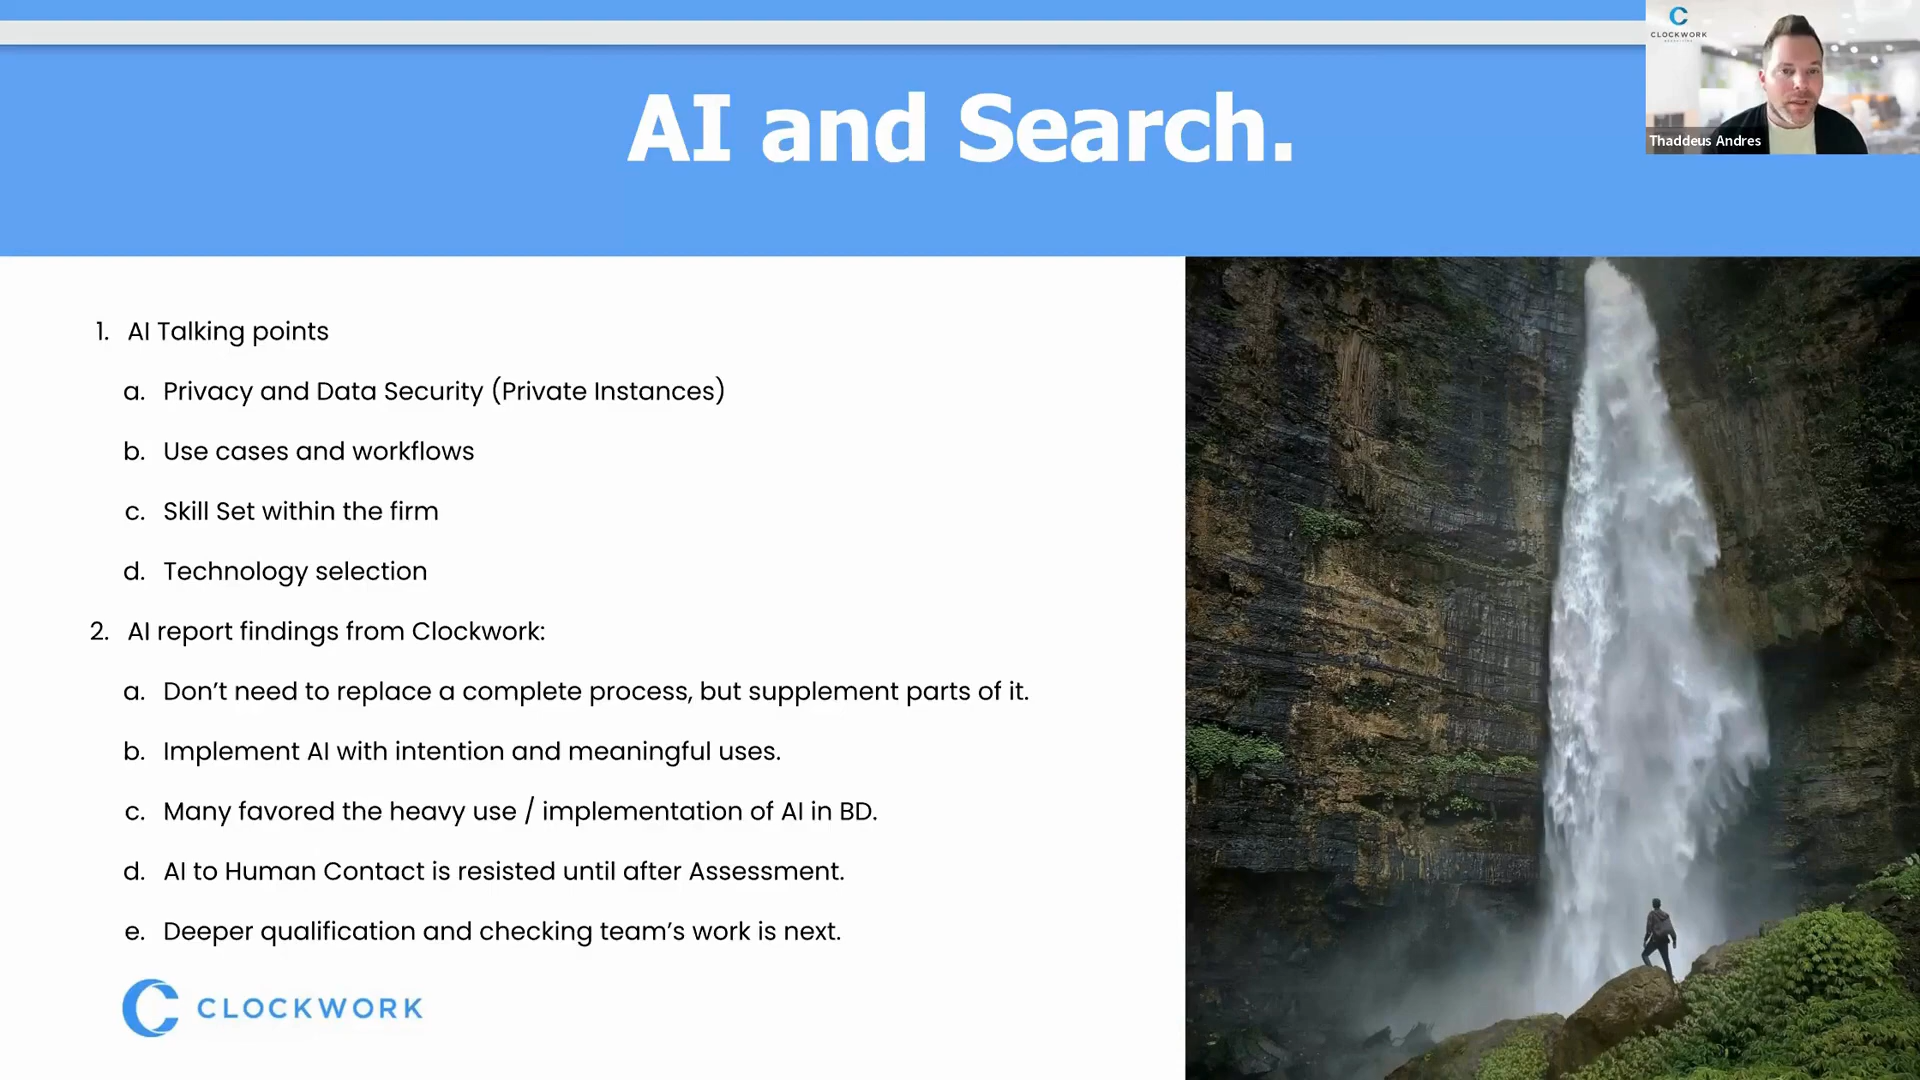 AI and Search.
CLOCKWORK
Thaddeus Andres
1. AI Talking points
a. Privacy and Data Security (Private Instances)
b. Use cases and workflows
c. Skill Set within the firm
d. Technology selection
2. AI report findings from Clockwork:
a. Don’t need to replace a complete process, but supplement parts of it.
b. Implement AI with intention and meaningful uses.
c. Many favored the heavy use / implementation of AI in BD.
d. AI to Human Contact is resisted until after Assessment.
e. Deeper qualification and checking team’s work is next.
CLOCKWORK